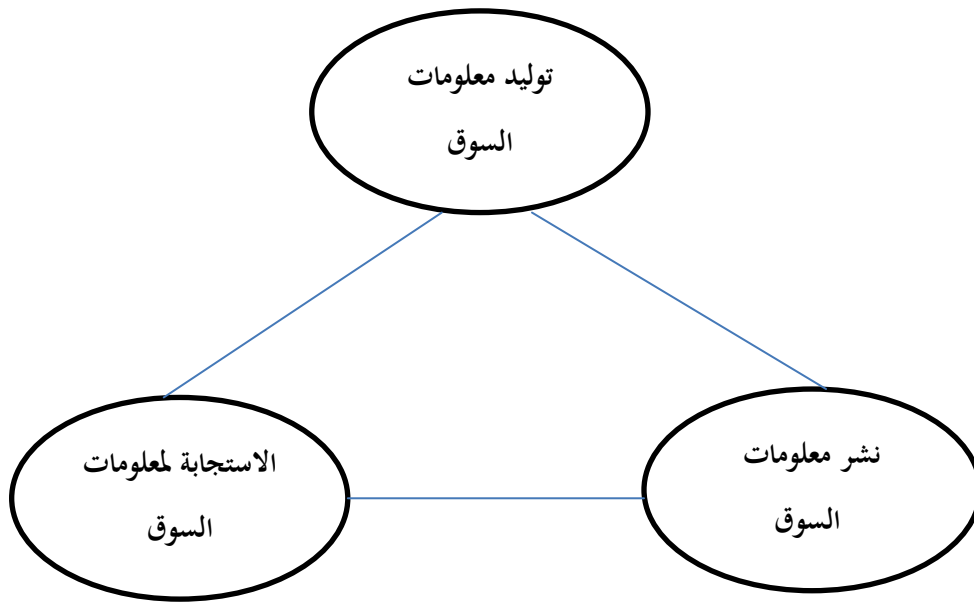 توليد معلومات
السوق
نشر معلومات
السوق
الاستجابة لمعلومات
السوق